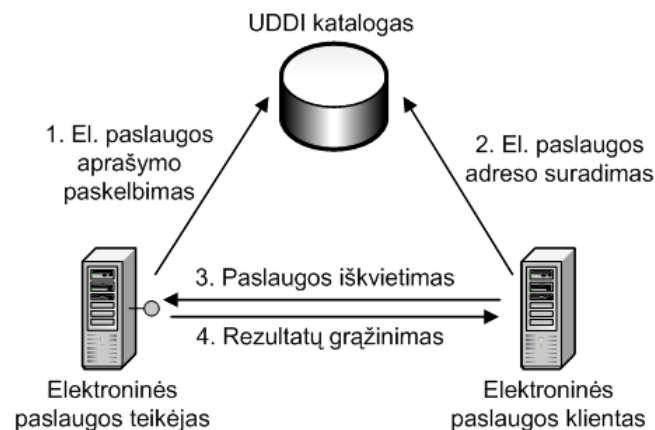 UDDI katalogas
1. El. paslaugos
aprašymo
paskelbimas
2. El. paslaugos
adreso suradimas
3. Paslaugos iškvietimas
4. Rezultatų grąžinimas
Elektroninės
paslaugos teikėjas
Elektroninės
paslaugos klientas